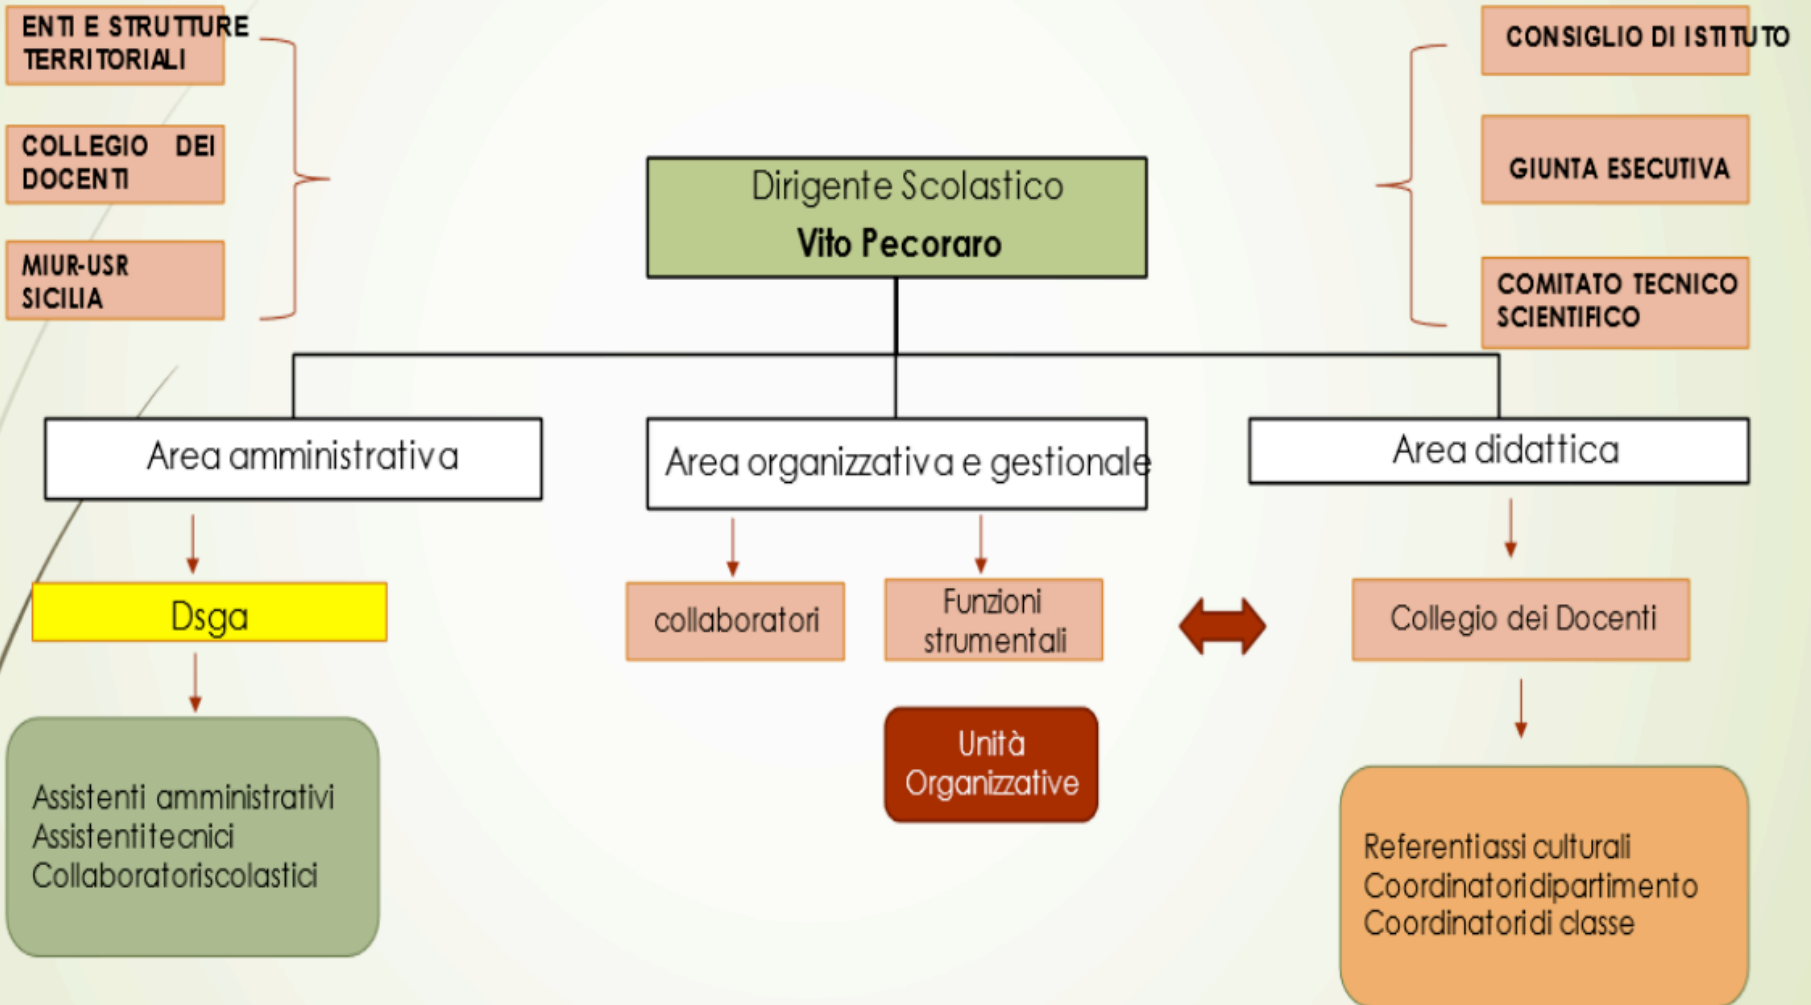 ENTI E STRUTTURE
TERRITORIALI
COLLEGIO DEI
DOCENTI
MIUR-USR
SICILIA
CONSIGLIO DI ISTITUTO
GIUNTA ESECUTIVA
COMITATO TECNICO
SCIENTIFICO
Dirigente Scolastico
Vito Pecoraro
Area amministrativa
Area organizzativa e gestionale
Area didattica
Dsga
collaboratori
Funzioni
strumentali
Collegio dei Docenti
Unità
Organizzative
Assistenti amministrativi
Assistentitecnici
Collaboratoriscolastici
Referentiassi culturali
Coordinatoridipartimento
Coordinatoridi classe